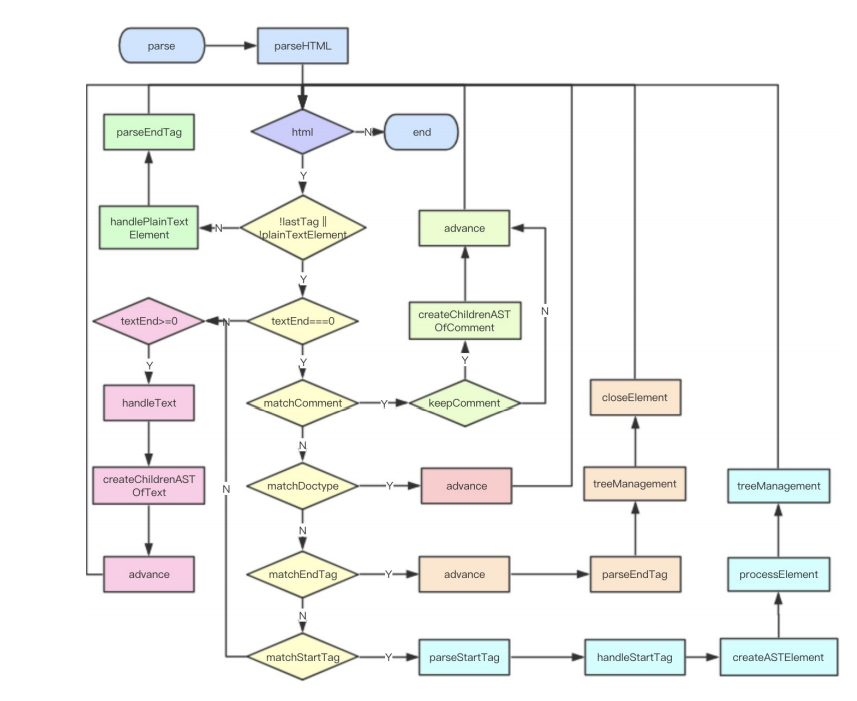 parse
parseHTML
parseEndTag
html
N
end
Y
handlePlainText
Element
N
!lastTag ||
!plainTextElement
advance
Y
createChildrenAST
OfComment
N
textEnd>=0
N
textEnd===0
Y
Y
Y
handleText
matchComment
Y
keepComment
closeElement
N
createChildrenAST
OfText
N
matchDoctype
Y
advance
treeManagement
treeManagement
N
advance
matchEndTag
Y
advance
parseEndTag
processElement
N
matchStartTag
Y
parseStartTag
handleStartTag
createASTElement